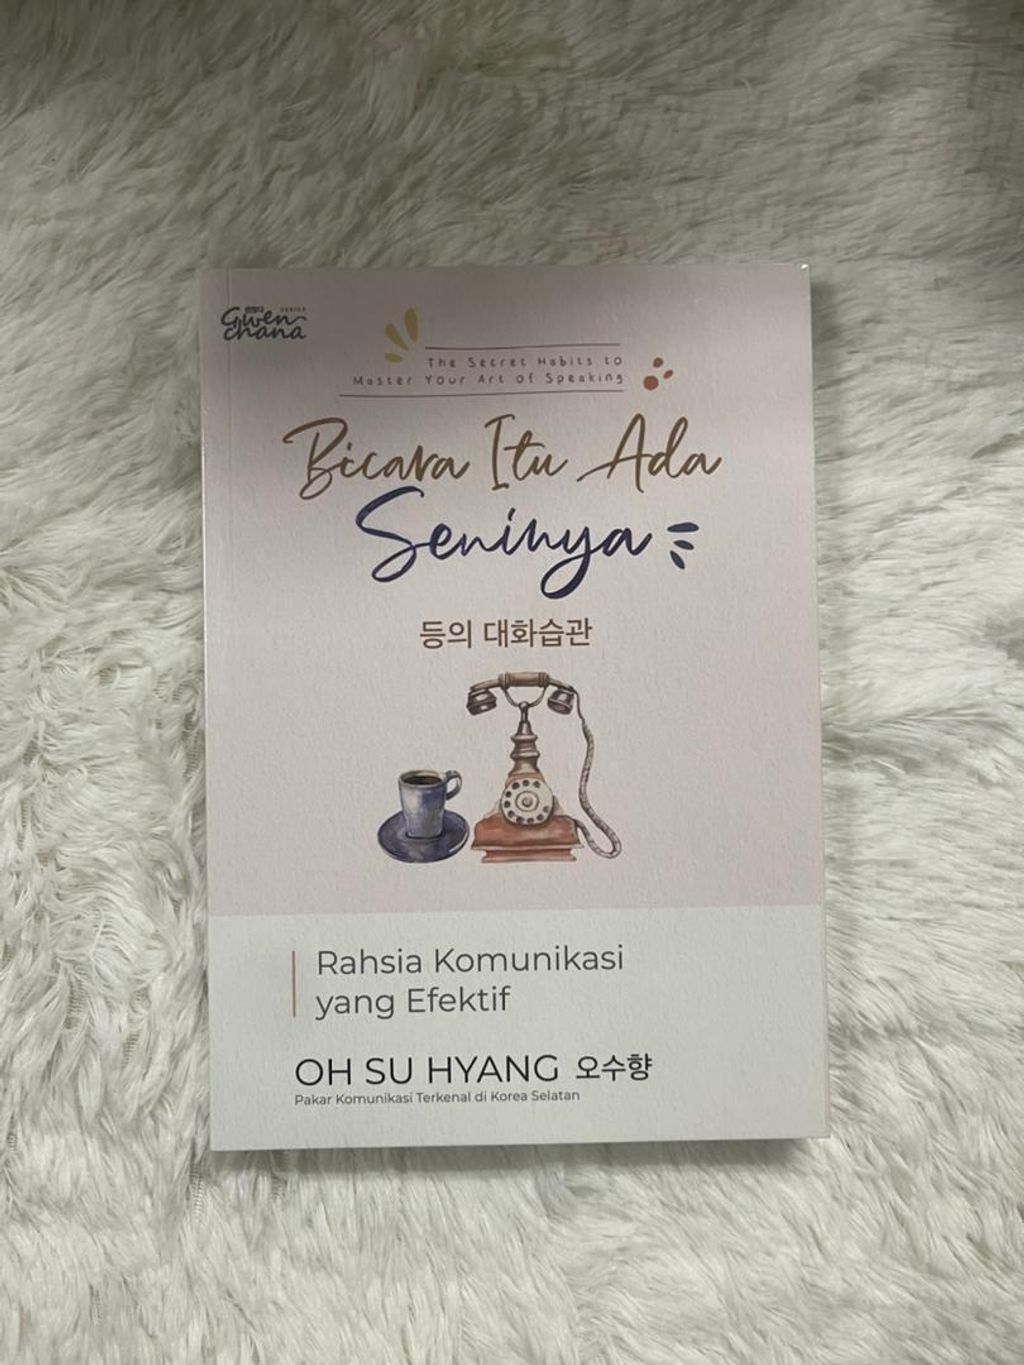 SERIES
Gwen
chana
The Secret Habits to
Master Your Art Of Speaking
Bicara Itu Ada
Seninya
등의 대화습관
Rahsia Komunikasi
yang Efektif
OH SU HYANG 오수향
Pakar Komunikasi Terkenal di Korea Selatan